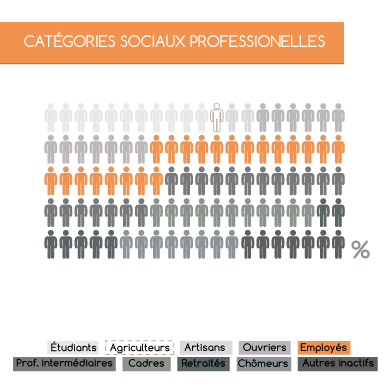 CATÉGORIES SOCIAUX PROFESSIONELLES
%
Étudiants Agriculteurs Artisans Ouvriers Employés
Prof. intermédiaires Cadres Retraités Chômeurs Autres inactifs